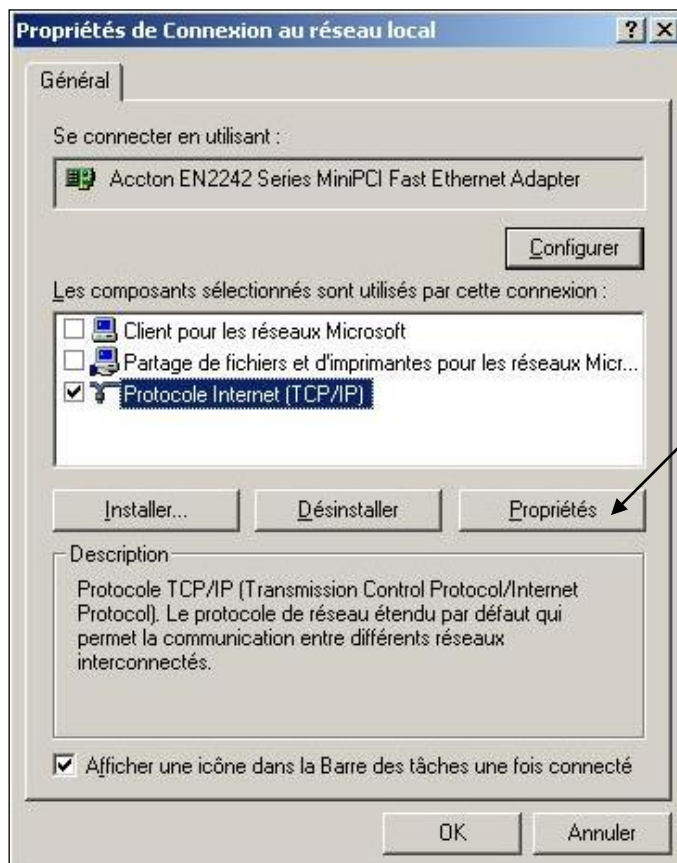 Propriétés de Connexion au réseau local
Général
Se connecter en utilisant :
Accton EN2242 Series MiniPCI Fast Ethernet Adapter
Configurer
Les composants sélectionnés sont utilisés par cette connexion :
Client pour les réseaux Microsoft
Partage de fichiers et d'imprimantes pour les réseaux Micr...
Protocole Internet (TCP/IP)
Installer... Désinstaller Propriétés
Description
Protocole TCP/IP (Transmission Control Protocol/Internet
Protocol). Le protocole de réseau étendu par défaut qui
permet la communication entre différents réseaux
interconnectés.
Afficher une icône dans la Barre des tâches une fois connecté
OK Annuler